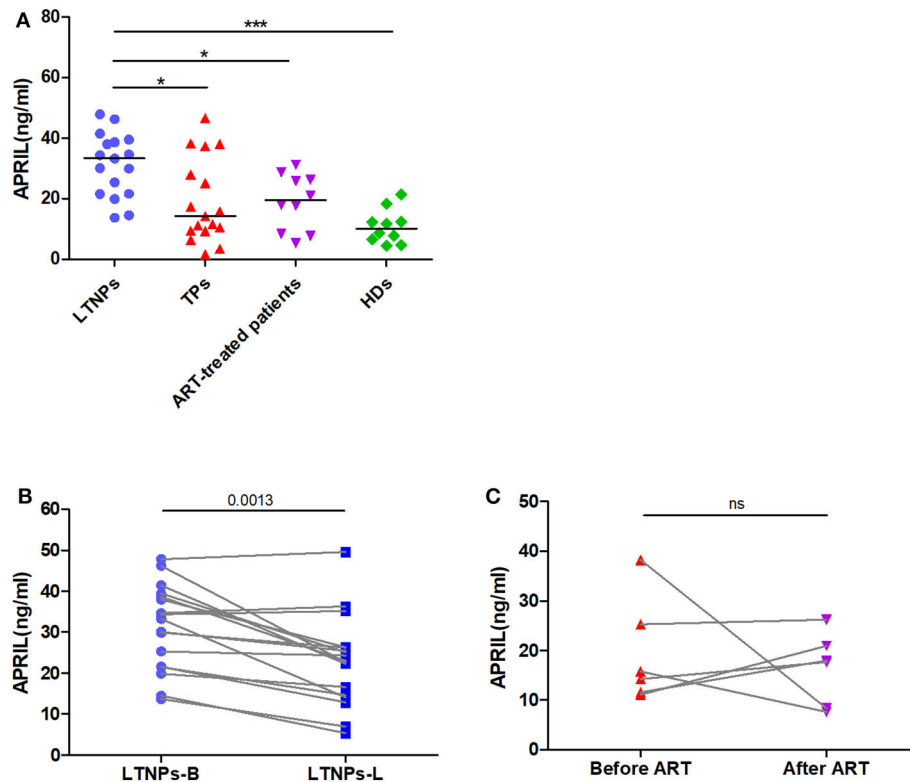 A
80
60
40
20
0
APRIL(ng/ml)
***
*
*
LTNPs
TPs
ART-treated patients
HDs
B
60
50
40
30
20
10
0
APRIL(ng/ml)
0.0013
LTNPs-B
LTNPs-L
C
50
40
30
20
10
0
APRIL(ng/ml)
ns
Before ART
After ART